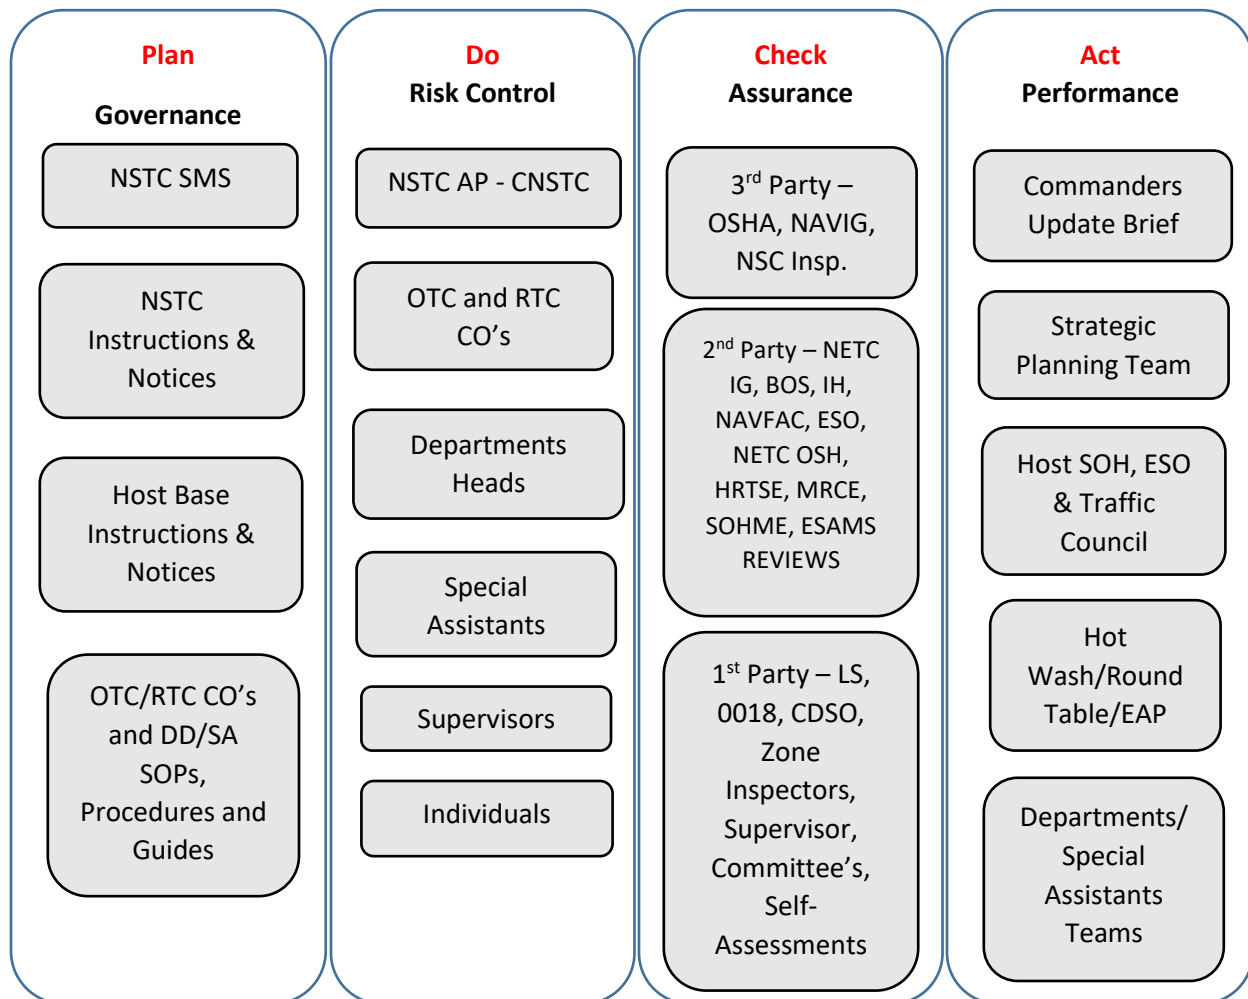 Plan
Governance
NSTC SMS
NSTC
Instructions &
Notices
Host Base
Instructions &
Notices
OTC/RTC CO’s
and DD/SA
SOPs,
Procedures and
Guides
Do
Risk Control
NSTC AP - CNSTC
OTC and RTC
CO’s
Departments
Heads
Special
Assistants
Supervisors
Individuals
Check
Assurance
3rd Party –
OSHA, NAVIG,
NSC Insp.
2nd Party – NETC
IG, BOS, IH,
NAVFAC, ESO,
NETC OSH,
HRTSE, MRCE,
SOHME, ESAMS
REVIEWS
1st Party – LS,
0018, CDSO,
Zone
Inspectors,
Supervisor,
Committee’s,
Self-
Assessments
Act
Performance
Commanders
Update Brief
Strategic
Planning Team
Host SOH, ESO
& Traffic
Council
Hot
Wash/Round
Table/EAP
Departments/
Special
Assistants
Teams